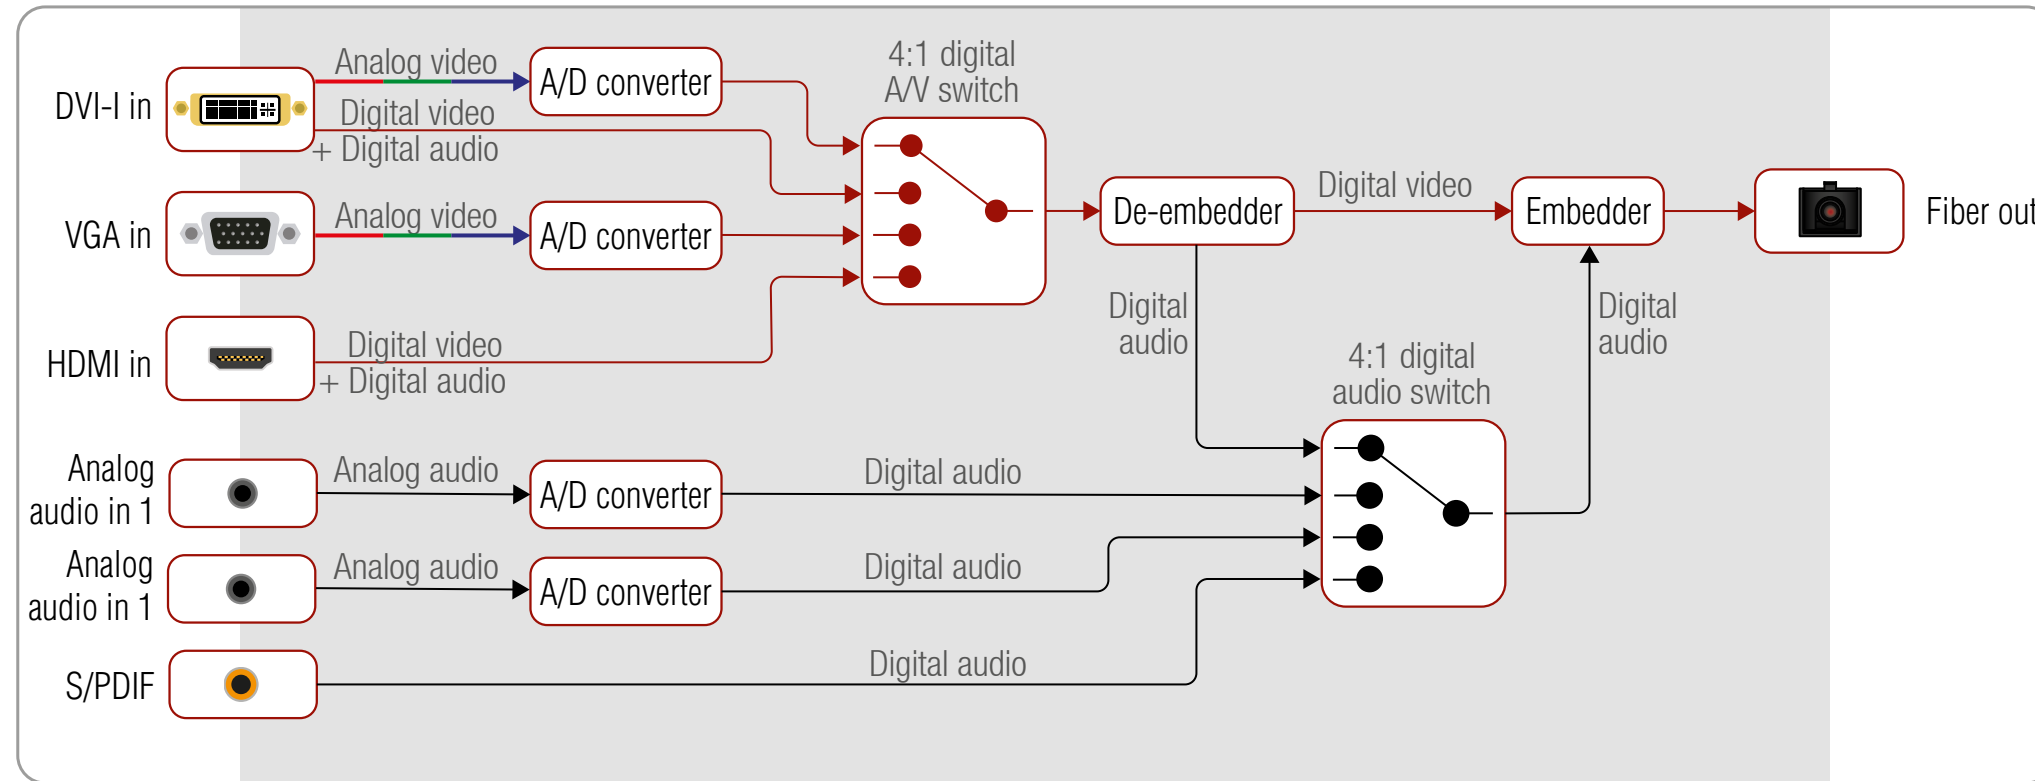 Analog video
A/D converter
4:1 digital
A/V switch
DVI-I in
Digital video
+ Digital audio
VGA in
Analog video
A/D converter
De-embedder
Digital video
Embedder
Fiber out
HDMI in
Digital video
+ Digital audio
Digital
audio
Digital
audio
4:1 digital
audio switch
Analog
audio in 1
Analog audio
A/D converter
Digital audio
Analog
audio in 1
Analog audio
A/D converter
Digital audio
S/PDIF
Digital audio